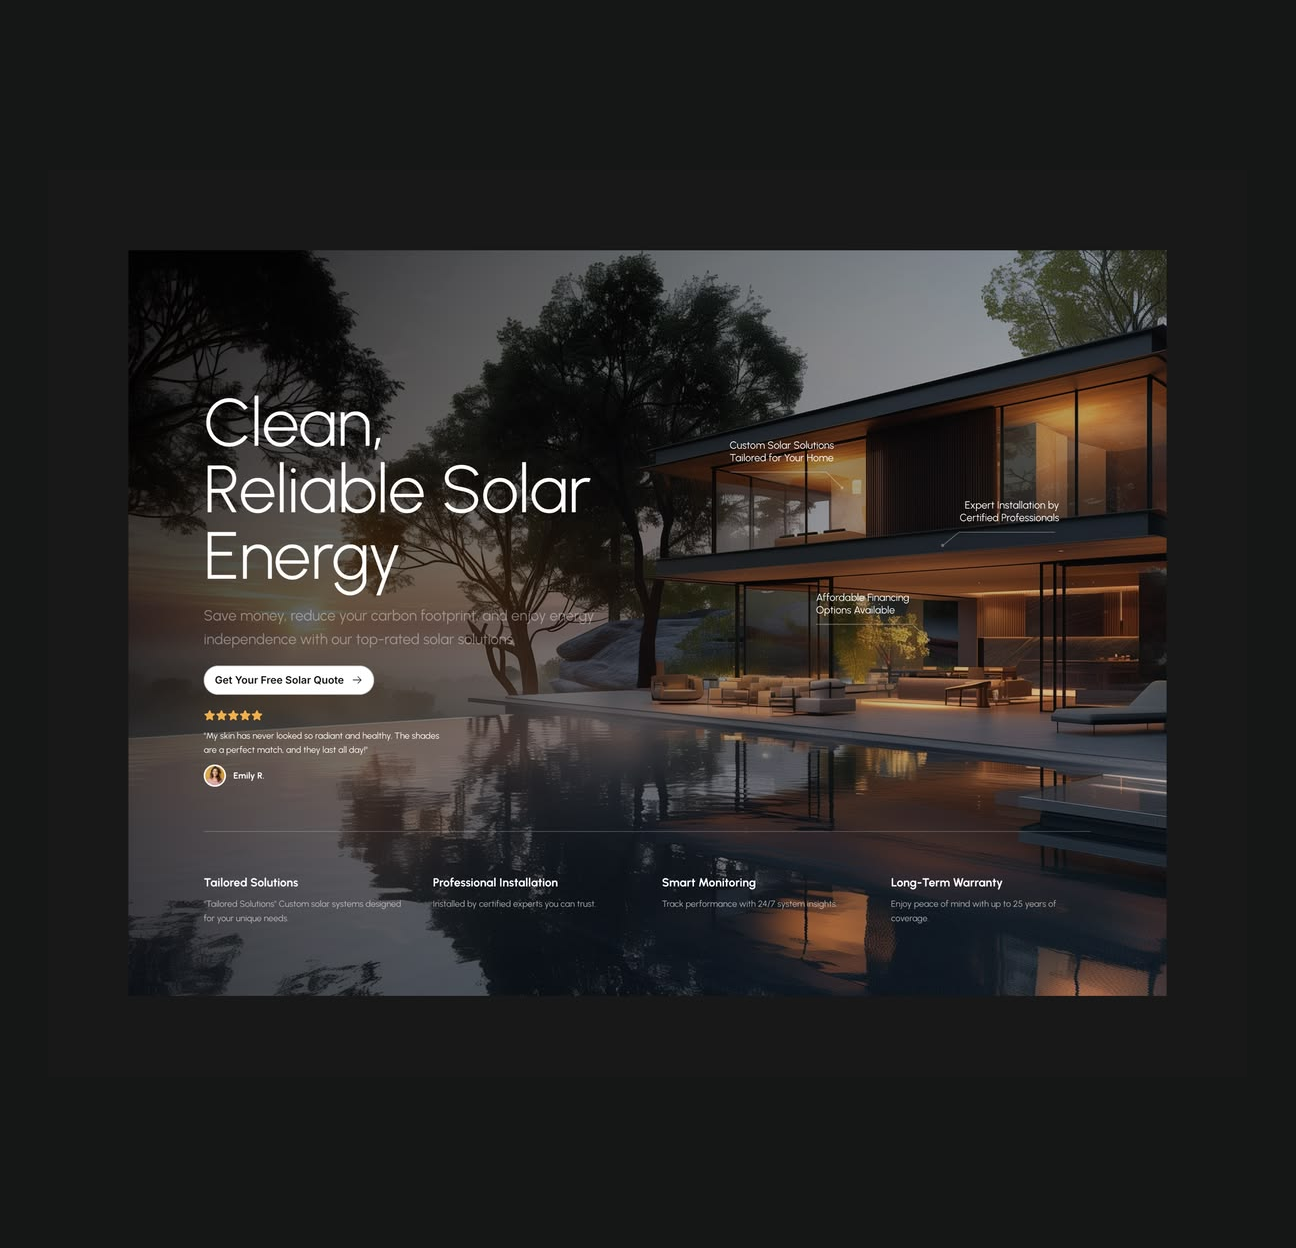 Clean,
Reliable Solar
Energy
Save money, reduce your carbon footprint, and enjoy energy
independence with our top-rated solar solutions.
Get Your Free Solar Quote
"My skin has never looked so radiant and healthy. The shades
are a perfect match, and they last all day!"
Emily R.
Custom Solar Solutions
Tailored for Your Home
Expert Installation by
Certified Professionals
Affordable Financing
Options Available
Tailored Solutions
"Tailored Solutions" Custom solar systems designed
for your unique needs.
Professional Installation
Installed by certified experts you can trust.
Smart Monitoring
Track performance with 24/7 system insights.
Long-Term Warranty
Enjoy peace of mind with up to 25 years of
coverage.